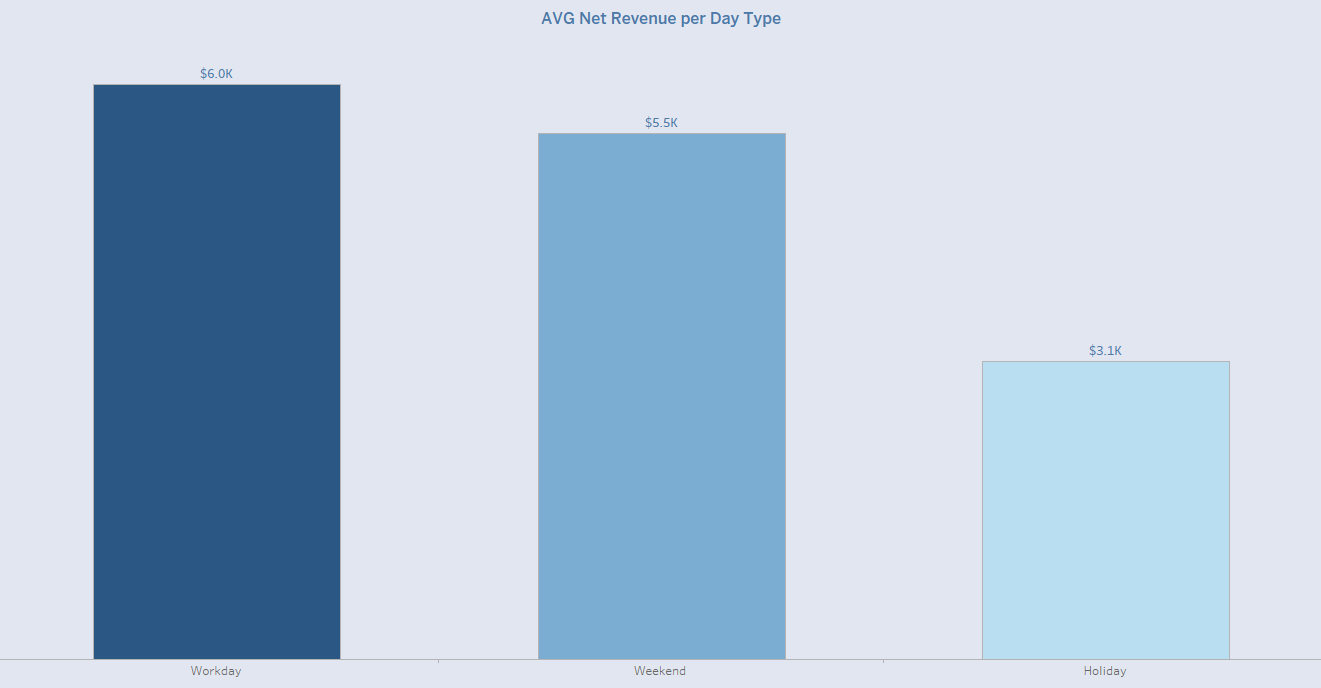 AVG Net Revenue per Day Type
$6.0K
$5.5K
$3.1K
Workday
Weekend
Holiday